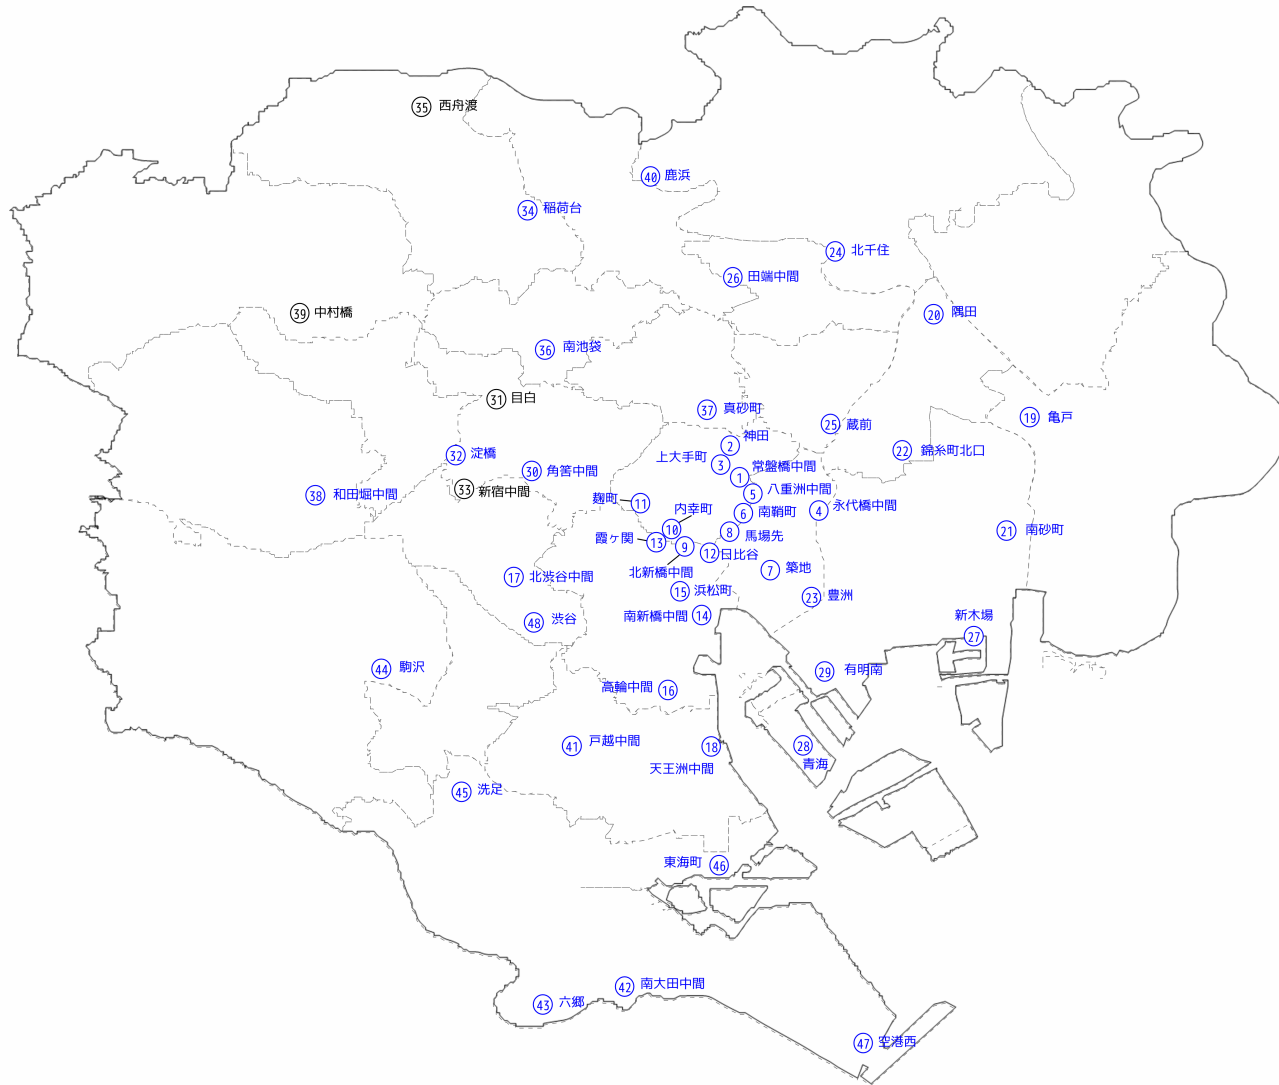 ㉟ 西舟渡
㊵ 鹿浜
㉞ 稲荷台
㉔ 北千住
㉖ 田端中間
㊴ 中村橋
⑳ 隅田
㊱ 南池袋
㉛ 目白
㊲ 真砂町
⑲ 亀戸
㉕ 蔵前
② 神田
㉒ 錦糸町北口
㉜ 淀橋
上大手町 ③
㉚ 角筈中間
① 常盤橋中間
㉝ 新宿中間
⑤ 八重洲中間
㊳ 和田堀中間
麹町 ⑪
④ 永代橋中間
内幸町
⑩
⑥ 南鞘町
㉑ 南砂町
⑧ 馬場先
霞ヶ関 ⑬
⑨
北新橋中間
⑫ 日比谷
⑦ 築地
⑰ 北渋谷中間
⑮ 浜松町
㉓ 豊洲
南新橋中間 ⑭
㊽ 渋谷
新木場
㉗
㊹ 駒沢
㉙ 有明南
高輪中間 ⑯
㊶ 戸越中間
⑱
天王洲中間
㉘
青海
㊺ 洗足
東海町 ㊻
㊷ 南大田中間
㊸ 六郷
㊼ 空港西